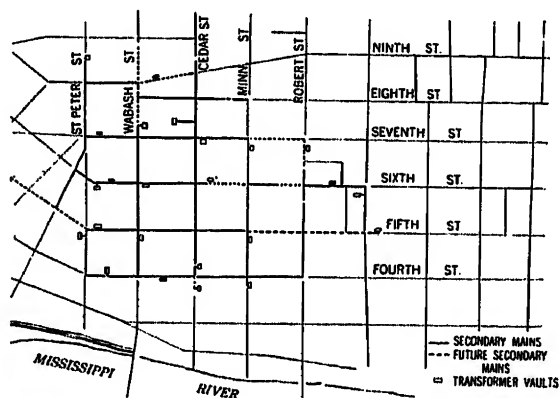 ST PETER ST
WABASH ST
CEDAR ST
MINN ST
ROBERT ST
NINTH ST.
EIGHTH ST
SEVENTH ST
SIXTH ST.
FIFTH ST
FOURTH ST.
SECONDARY MAINS
FUTURE SECONDARY
MAINS
TRANSFORMER VAULTS
MISSISSIPPI RIVER